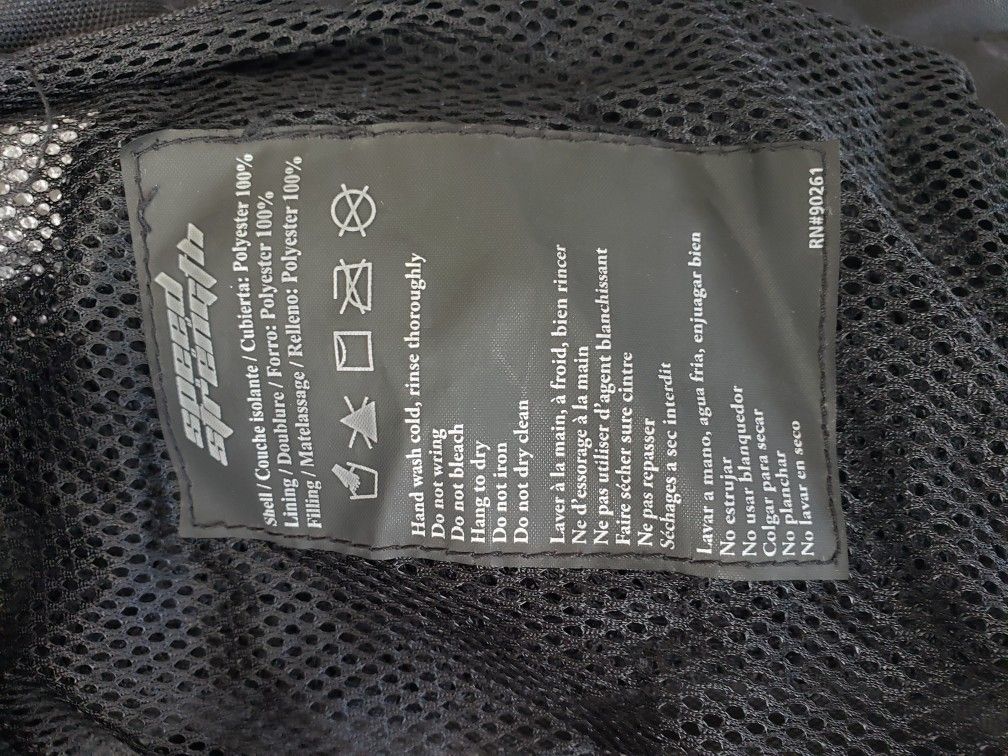 speed
strength
Shell / Couche isolante / Cubierta: Polyester 100%
Lining / Doublure / Forro: Polyester 100%
Filling / Matelassage / Relleno: Polyester 100%
Hand wash cold, rinse thoroughly
Do not wring
Do not bleach
Hang to dry
Do not iron
Do not dry clean
Laver à la main, à froid, bien rincer
Ne d'essorage à la main
Ne pas utiliser d'agent blanchissant
Faire sécher sure cintre
Ne pas repasser
Séchages a sec interdit
Lavar a mano, agua fria, enjuagar bien
No estrujar
No usar blanquedor
Colgar para secar
No planchar
No lavar en seco
RN#90261